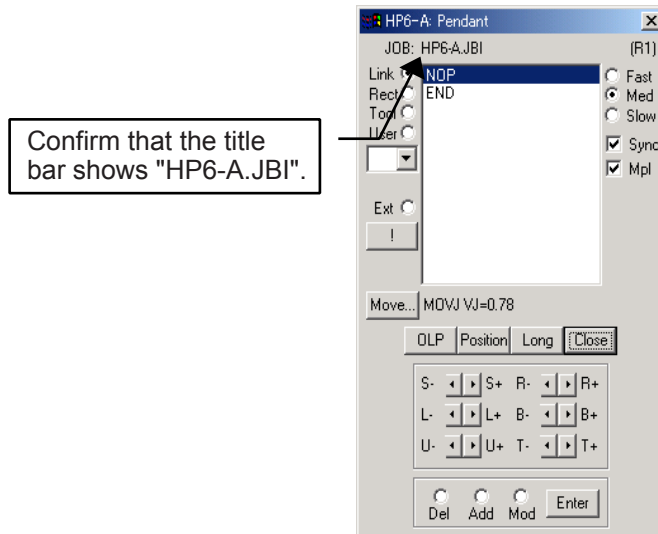 HP6-A: Pendant
JOB: HP6-A.JBI (R1)
Link NOP Fast
Rect END Med
Tool Slow
User Sync
Confirm that the title
bar shows "HP6-A.JBI".
Mpl
Ext
!
Move... MOVJ VJ=0.78
OLP Position Long Close
S- S+ R- R+
L- L+ B- B+
U- U+ T- T+
Del Add Mod Enter